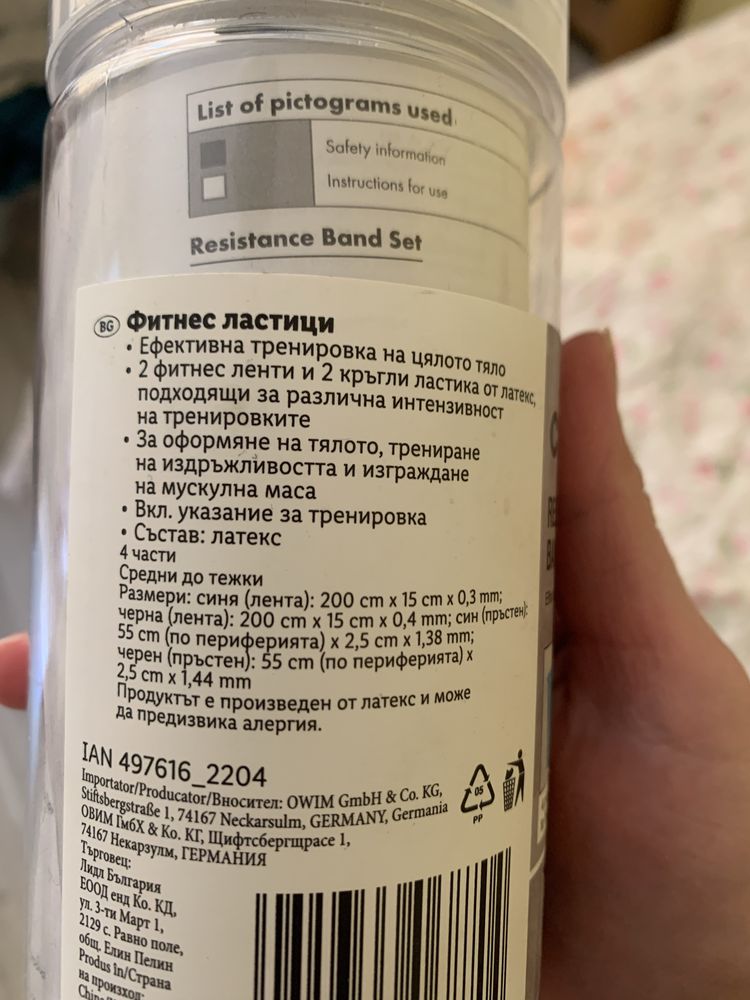 List of pictograms used
Safety information
Instructions for use
Resistance Band Set
BG Фитнес ластици
• Ефективна тренировка на цялото тяло
• 2 фитнес ленти и 2 кръгли ластика от латекс,
подходящи за различна интензивност
на тренировките
• За оформяне на тялото, трениране
на издръжливостта и изграждане
на мускулна маса
• Вкл. указание за тренировка
• Състав: латекс
4 части
Средни до тежки
Размери: синя (лента): 200 cm x 15 cm x 0,3 mm;
черна (лента): 200 cm x 15 cm x 0,4 mm; син (пръстен):
55 cm (по периферията) x 2,5 cm x 1,38 mm;
черен (пръстен): 55 cm (по периферията) x
2,5 cm x 1,44 mm
Продуктът е произведен от латекс и може
да предизвика алергия.
IAN 497616_2204
Importator/Producator/Вносител: OWIM GmbH & Co. KG,
Stiftsbergstraße 1, 74167 Neckarsulm, GERMANY, Germania
ОВИМ ГмбХ & Ко. КГ, Щифтсбергщрасе 1,
74167 Некарзулм, ГЕРМАНИЯ
Търговец:
Лидл България
ЕООД енд Ко. КД,
ул. 3-ти Март 1,
2129 с. Равно поле,
общ. Елин Пелин
Produs în/Страна
на произход:
05
PP